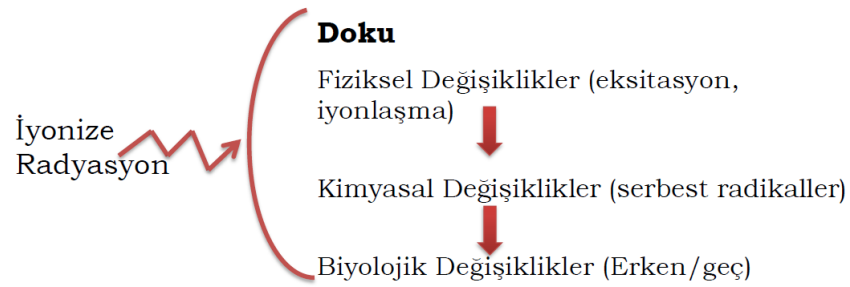 Doku
Fiziksel Değişiklikler (eksitasyon,
iyonlaşma)
İyonize
Radyasyon
Kimyasal Değişiklikler (serbest radikaller)
Biyolojik Değişiklikler (Erken/geç)